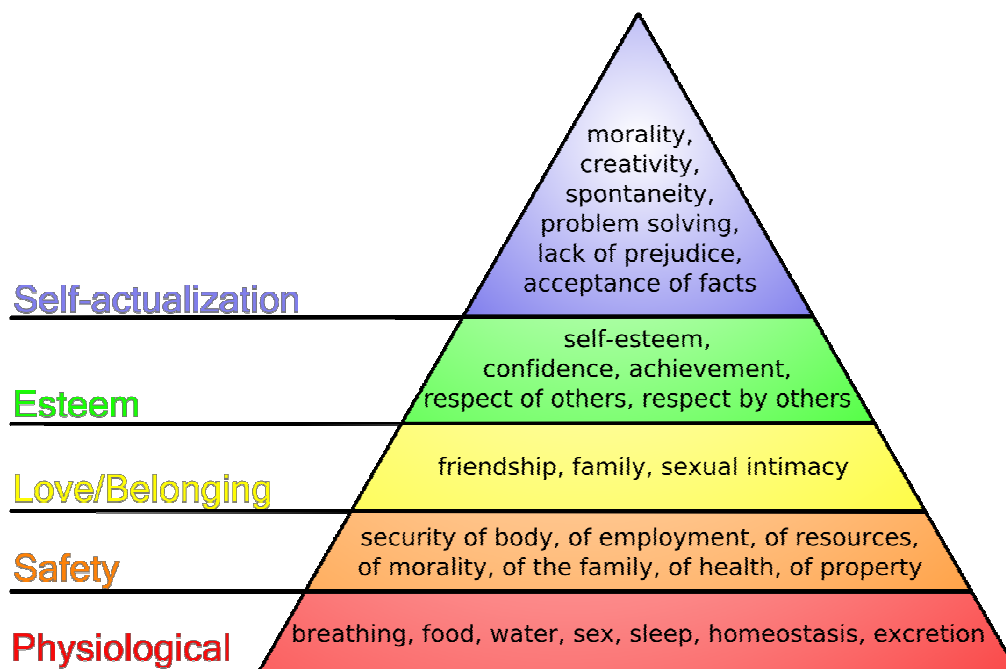 morality,
creativity,
spontaneity,
problem solving,
lack of prejudice,
acceptance of facts
Self-actualization
self-esteem,
confidence, achievement,
respect of others, respect by others
Esteem
friendship, family, sexual intimacy
Love/Belonging
security of body, of employment, of resources,
of morality, of the family, of health, of property
Safety
breathing, food, water, sex, sleep, homeostasis, excretion
Physiological